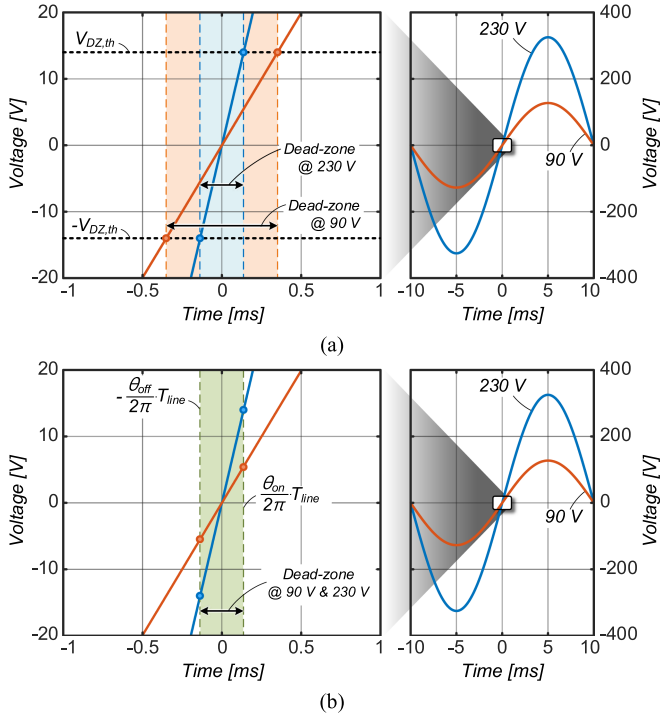 20
V_DZ,th
10
Voltage [V]
0
Dead-zone
@ 230 V
Dead-zone
@ 90 V
-10
-V_DZ,th
-20
-1 -0.5 0 0.5 1
Time [ms]
230 V
90 V
400
200
0
-200
-400
Voltage [V]
-10 -5 0 5 10
Time [ms]
(a)
20
10
Voltage [V]
0
-10
-20
- θ_off/2π · T_line
θ_on/2π · T_line
Dead-zone
@ 90 V & 230 V
-1 -0.5 0 0.5 1
Time [ms]
230 V
90 V
400
200
0
-200
-400
Voltage [V]
-10 -5 0 5 10
Time [ms]
(b)